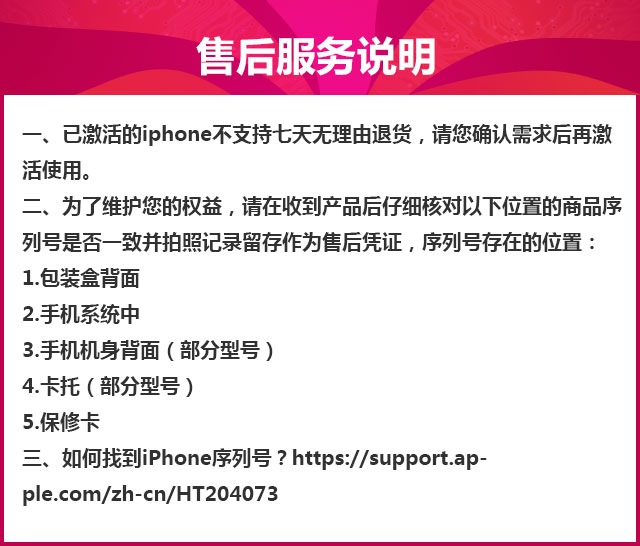 售后服务说明
一、已激活的iphone不支持七天无理由退货，请您确认需求后再激
活使用。
二、为了维护您的权益，请在收到产品后仔细核对以下位置的商品序
列号是否一致并拍照记录留存作为售后凭证，序列号存在的位置：
1.包装盒背面
2.手机系统中
3.手机机身背面（部分型号）
4.卡托（部分型号）
5.保修卡
三、如何找到iPhone序列号？https://support.ap-
ple.com/zh-cn/HT204073